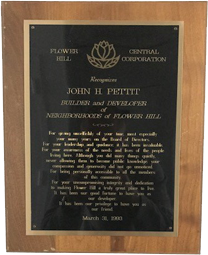 FLOWER CENTRAL
HILL CORPORATION
Recognizes
JOHN H. PETITT
BUILDER and DEVELOPER
of
NEIGHBORHOODS of FLOWER HILL
For giving unselfishly of your time, most especially
your many years on the Board of Directors.
For your leadership and guidance it has been invaluable.
For your awareness of the needs and lives of the people
living here. Although you did many things quietly,
never allowing them to become public knowledge your
compassion and generosity did not go unnoticed.
For being personally accessible to all the members
of this community.
For your uncompromising integrity and dedication
to making Flower Hill a truly great place to live.
It has been our good fortune to have you as
our developer.
It has been our privilege to have you as
our friend.
March 31, 1990